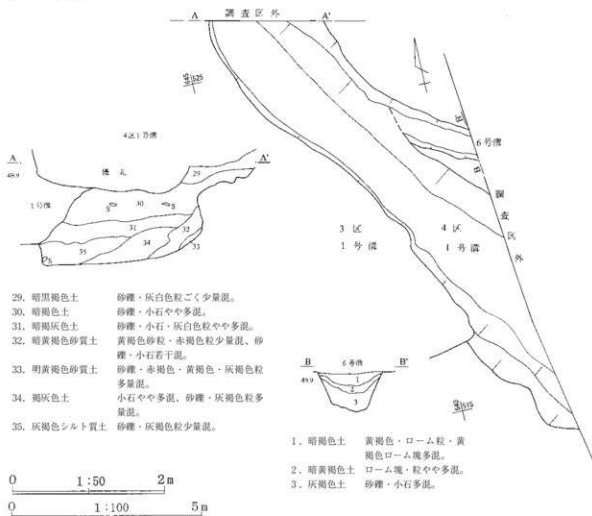 A 調査区外 A'
525
6号溝
B'
B
調査区外
3区
1号溝
4区
1号溝
515
4区1号溝
A
48.9
A'
撹乱
1号溝
29
30
S
S
31
32
33
34
35
S
29. 暗黒褐色土 砂礫・灰白色粒ごく少量混。
30. 暗褐色土 砂礫・小石やや多混。
31. 暗褐灰色土 砂礫・小石・灰白色粒やや多混。
32. 暗黄褐色砂質土 黄褐色砂粒・赤褐色粒少量混、砂
礫・小石若干混。
33. 明黄褐色砂質土 砂礫・赤褐色・黄褐色・灰褐色粒
多量混。
34. 褐灰色土 小石やや多混、砂礫・灰褐色粒多
量混。
35. 灰褐色シルト質土 砂礫・灰褐色粒少量混。
B 6号溝 B'
49.9
1
2
3
1. 暗褐色土 黄褐色・ローム粒・黄
褐色ローム塊多混。
2. 暗黄褐色土 ローム塊・粒やや多混。
3. 灰褐色土 砂礫・小石多混。
0 1:50 2m
0 1:100 5m